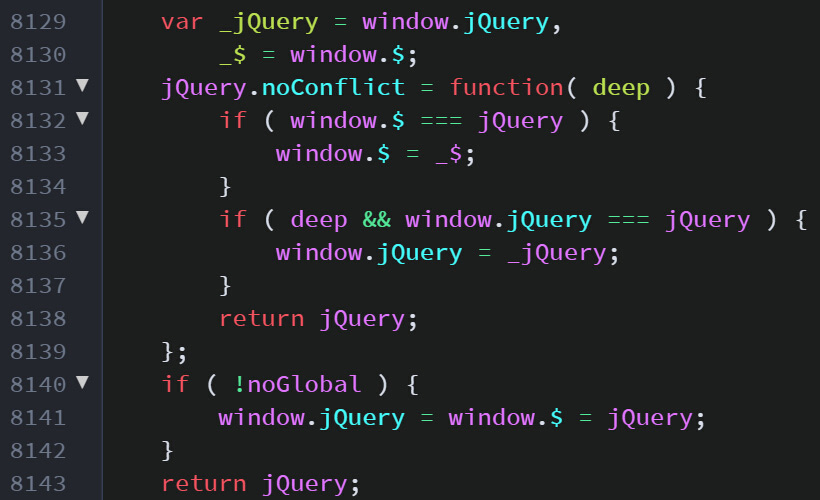 8129 var _jQuery = window.jQuery,
8130 _$ = window.$;
8131 ▼ jQuery.noConflict = function( deep ) {
8132 ▼ if ( window.$ === jQuery ) {
8133 window.$ = _$;
8134 }
8135 ▼ if ( deep && window.jQuery === jQuery ) {
8136 window.jQuery = _jQuery;
8137 }
8138 return jQuery;
8139 };
8140 ▼ if ( !noGlobal ) {
8141 window.jQuery = window.$ = jQuery;
8142 }
8143 return jQuery;